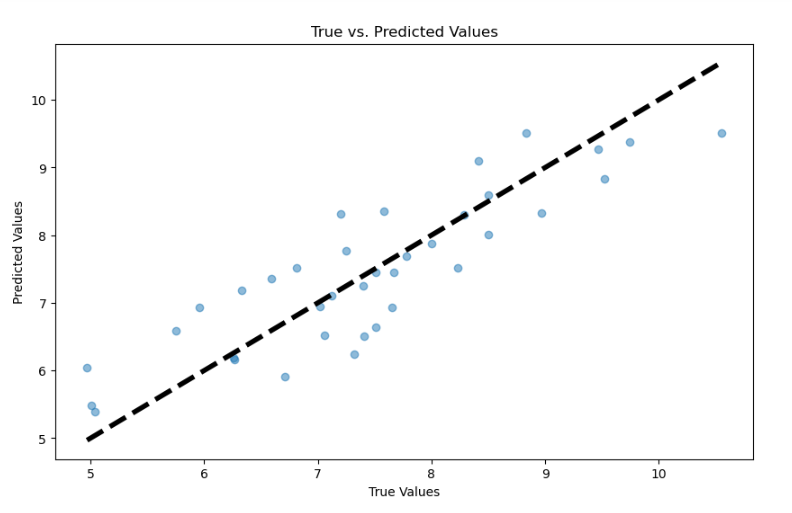 True vs. Predicted Values
Predicted Values
10
9
8
7
6
5
5 6 7 8 9 10
True Values